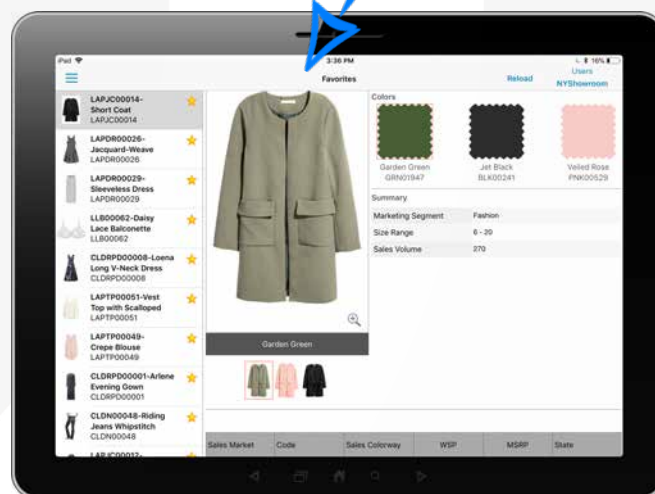 iPad
3:36 PM
16%
Favorites
Reload
Users
NYShowroom
LAPJC00014-
Short Coat
LAPJC00014
LAPDR00026-
Jacquard-Weave
LAPDR00026
LAPDR00029-
Sleeveless Dress
LAPDR00029
LLB00062-Daisy
Lace Balconette
LLB00062
CLDRPD00008-Loena
Long V-Neck Dress
CLDRPD00008
LAPTP00051-Vest
Top with Scalloped
LAPTP00051
LAPTP00049-
Crepe Blouse
LAPTP00049
CLDRPD00001-Arlene
Evening Gown
CLDRPD00001
CLDN00048-Riding
Jeans Whipstitch
CLDN00048
Garden Green
Colors
Garden Green
GRN01947
Jet Black
BLK00241
Veiled Rose
PNK00529
Summary
Marketing Segment Fashion
Size Range 6 - 20
Sales Volume 270
Sales Market Code Sales Colorway WSP MSRP State